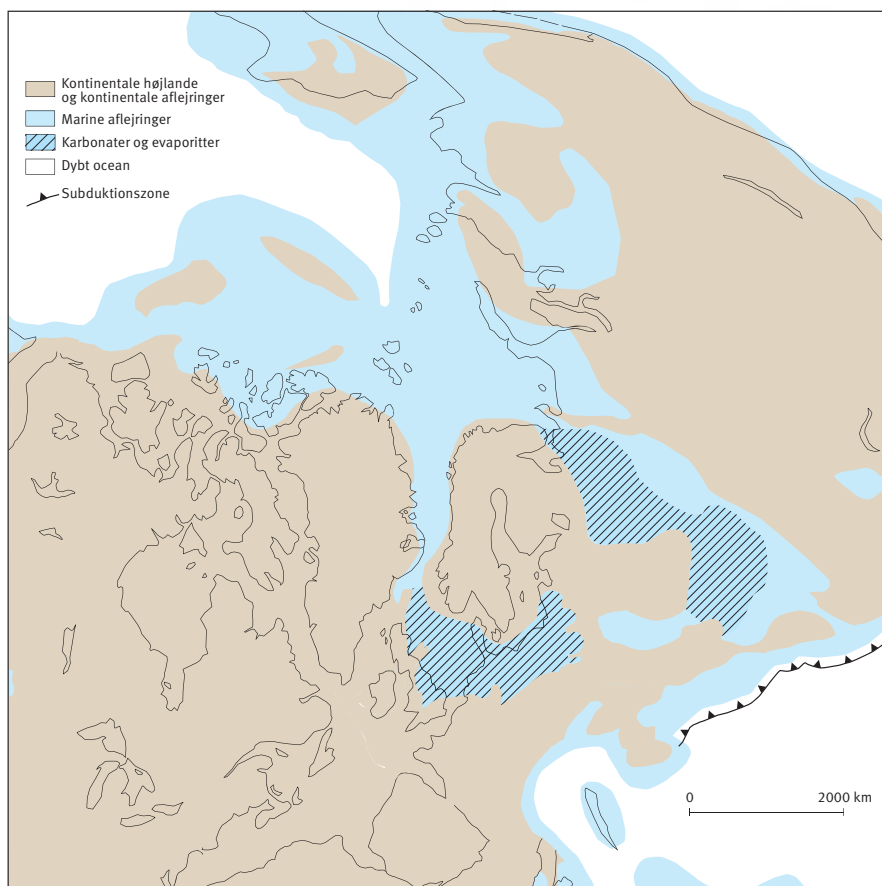 Kontinentale højlande
og kontinentale aflejringer
Marine aflejringer
Karbonater og evaporitter
Dybt ocean
Subduktionszone
0 2000 km